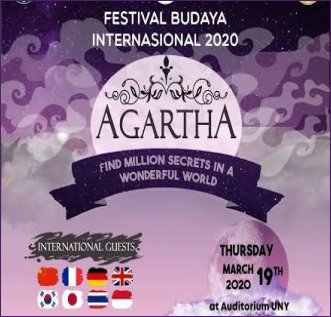 FESTIVAL BUDAYA
INTERNASIONAL 2020
AGARTHA
FIND MILLION SECRETS IN A
WONDERFUL WORLD
INTERNATIONAL GUESTS
THURSDAY
MARCH
2020
19TH
at Auditorium UNY